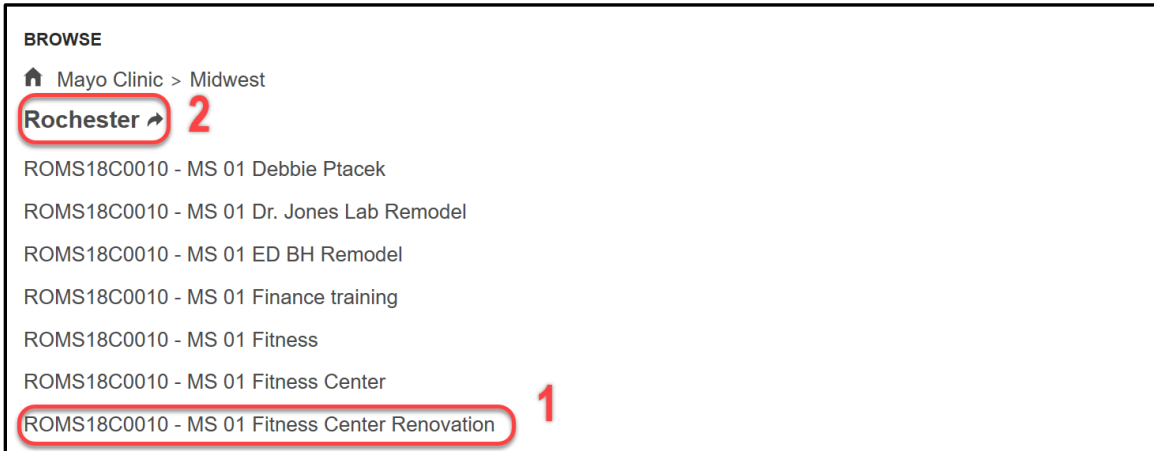 BROWSE
Mayo Clinic > Midwest
Rochester 2
ROMS18C0010 - MS 01 Debbie Ptacek
ROMS18C0010 - MS 01 Dr. Jones Lab Remodel
ROMS18C0010 - MS 01 ED BH Remodel
ROMS18C0010 - MS 01 Finance training
ROMS18C0010 - MS 01 Fitness
ROMS18C0010 - MS 01 Fitness Center
ROMS18C0010 - MS 01 Fitness Center Renovation 1